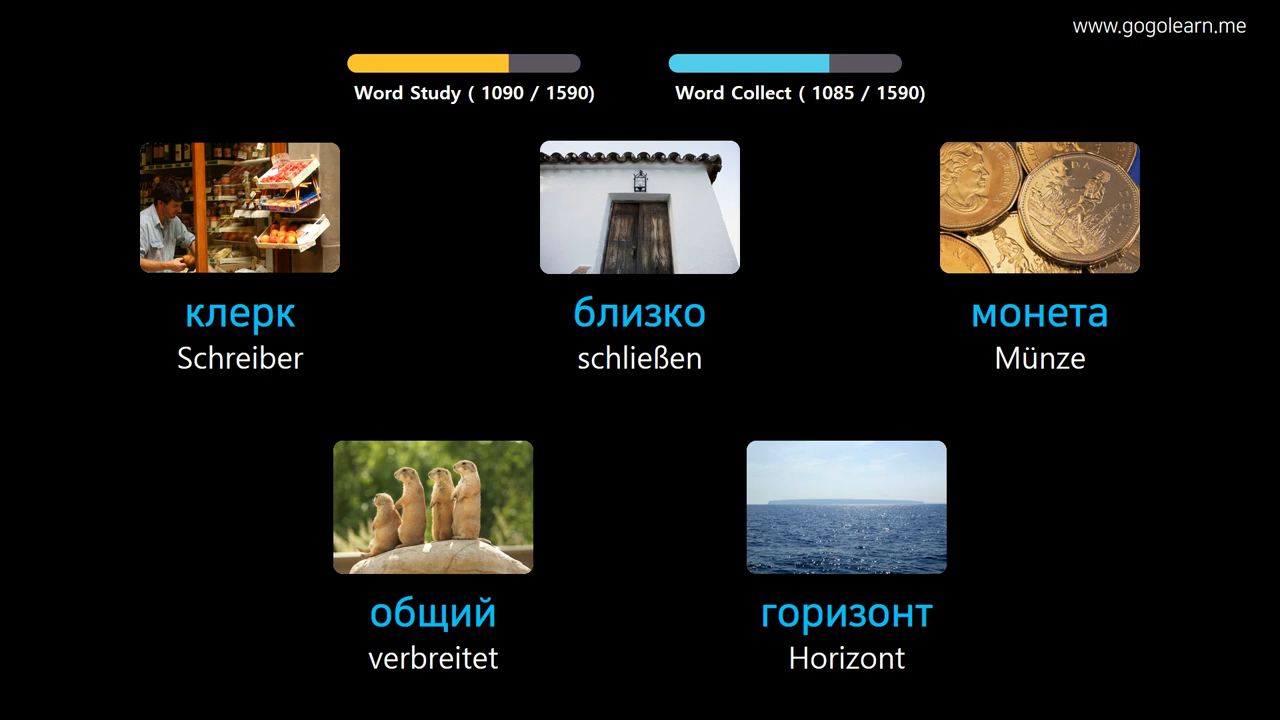 www.gogolearn.me
Word Study ( 1090 / 1590)
Word Collect ( 1085 / 1590)
клерк
Schreiber
близко
schließen
монета
Münze
общий
verbreitet
горизонт
Horizont